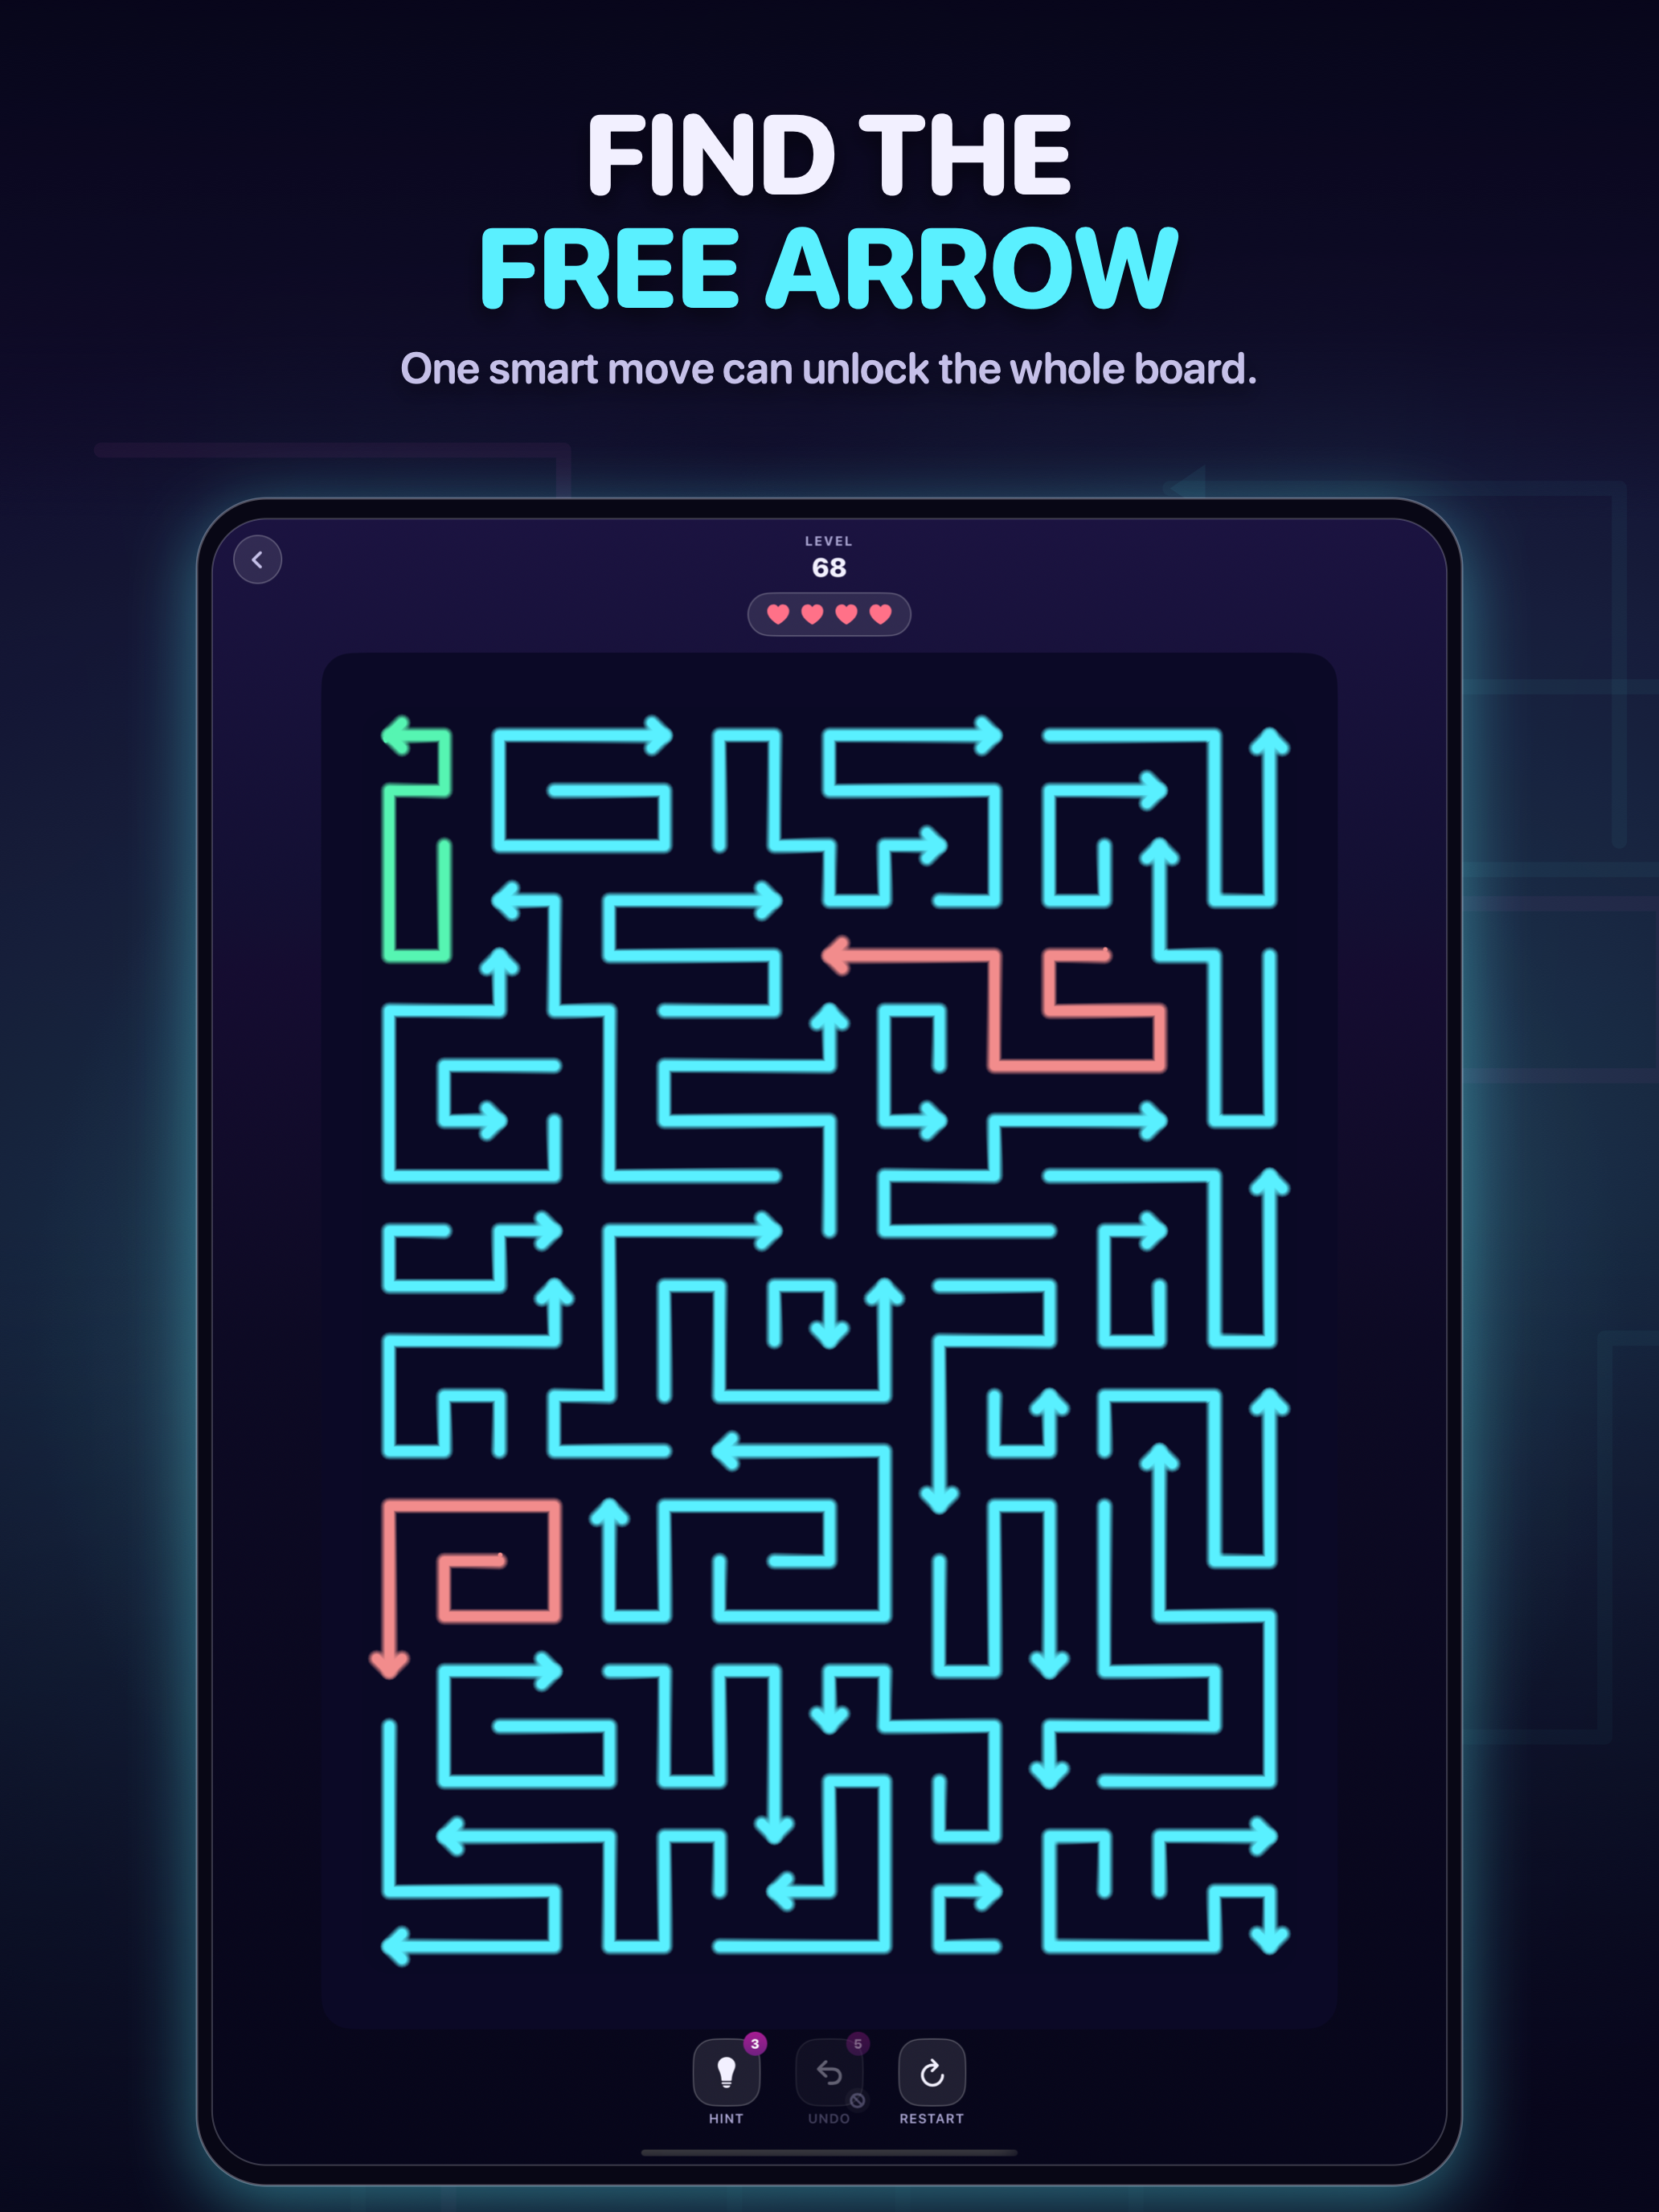 FIND THE
FREE ARROW
One smart move can unlock the whole board.
LEVEL
68
3
5
HINT
UNDO
RESTART